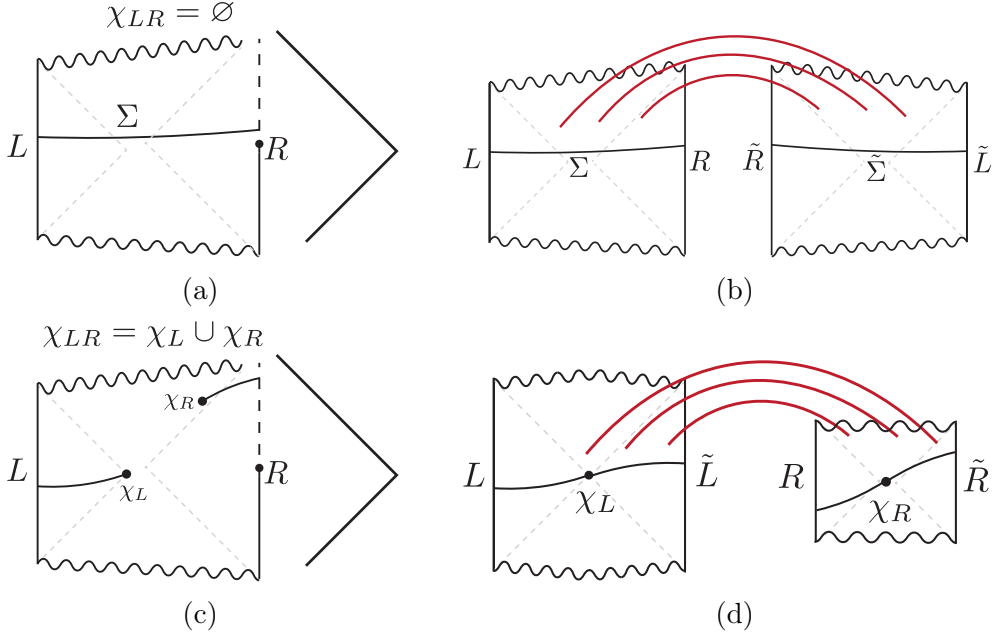 χ_{LR} = ∅
L Σ R
(a)
L Σ R R̃ Σ̃ L̃
(b)
χ_{LR} = χ_L ∪ χ_R
L χ_L χ_R R
(c)
L χ_L L̃ R χ_R R̃
(d)